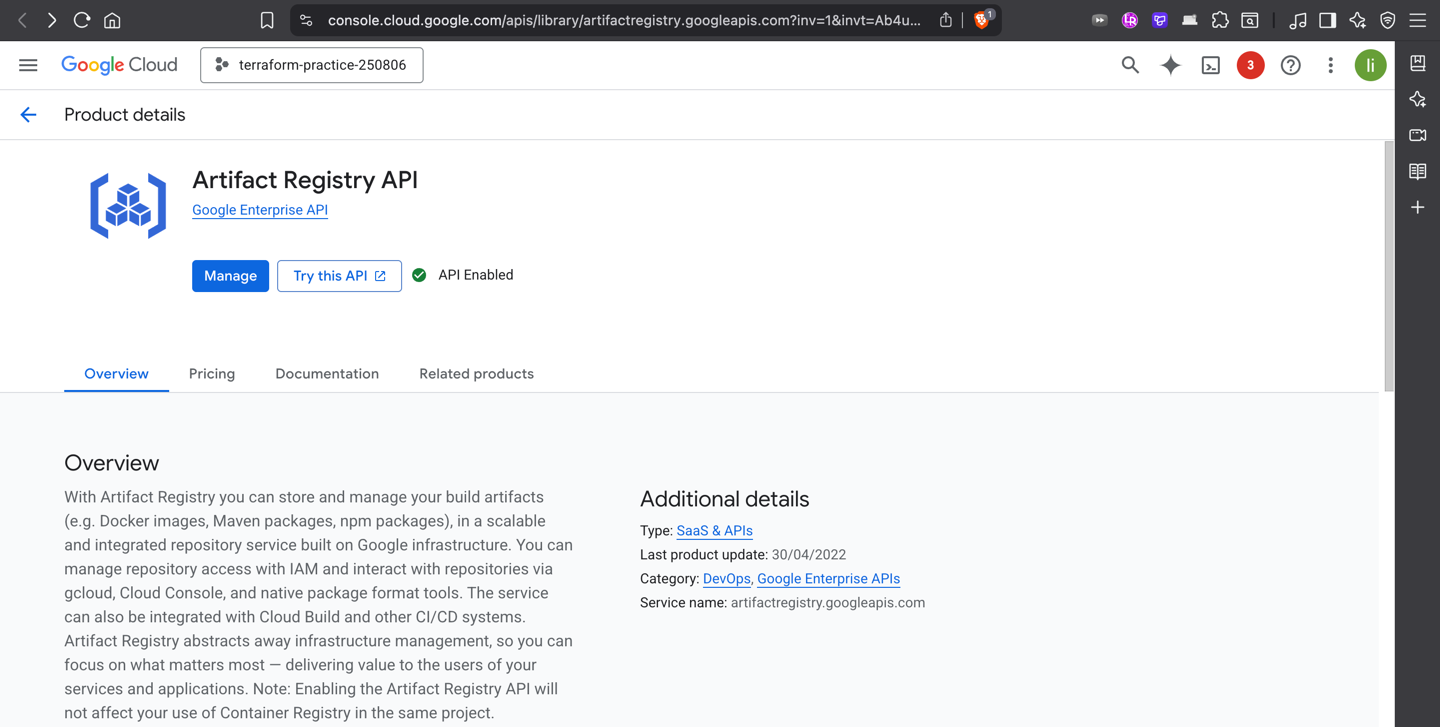 console.cloud.google.com/apis/library/artifactregistry.googleapis.com?inv=1&invt=Ab4u...
1
LR
Google Cloud
terraform-practice-250806
3
li
Product details
Artifact Registry API
Google Enterprise API
Manage
Try this API
API Enabled
Overview
Pricing
Documentation
Related products
Overview
With Artifact Registry you can store and manage your build artifacts
(e.g. Docker images, Maven packages, npm packages), in a scalable
and integrated repository service built on Google infrastructure. You can
manage repository access with IAM and interact with repositories via
gcloud, Cloud Console, and native package format tools. The service
can also be integrated with Cloud Build and other CI/CD systems.
Artifact Registry abstracts away infrastructure management, so you can
focus on what matters most — delivering value to the users of your
services and applications. Note: Enabling the Artifact Registry API will
not affect your use of Container Registry in the same project.
Additional details
Type: SaaS & APIs
Last product update: 30/04/2022
Category: DevOps, Google Enterprise APIs
Service name: artifactregistry.googleapis.com